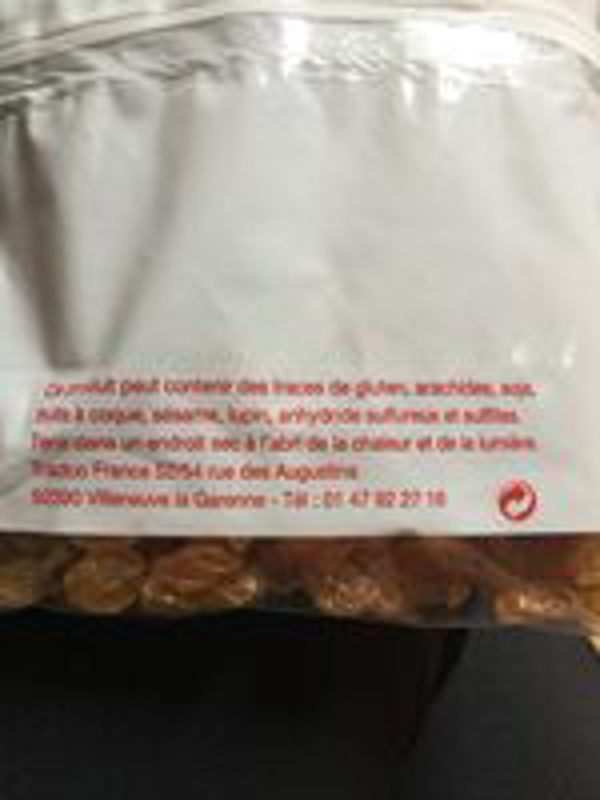 produit peut contenir des traces de gluten, arachides, soja,
fruits à coque, sésame, lupin, anhydride sulfureux et sulfites.
Tenir dans un endroit sec à l'abri de la chaleur et de la lumière.
France 52/54 rue des Augustins
Villeneuve la Garenne - Tél : 01 47 92 27 16